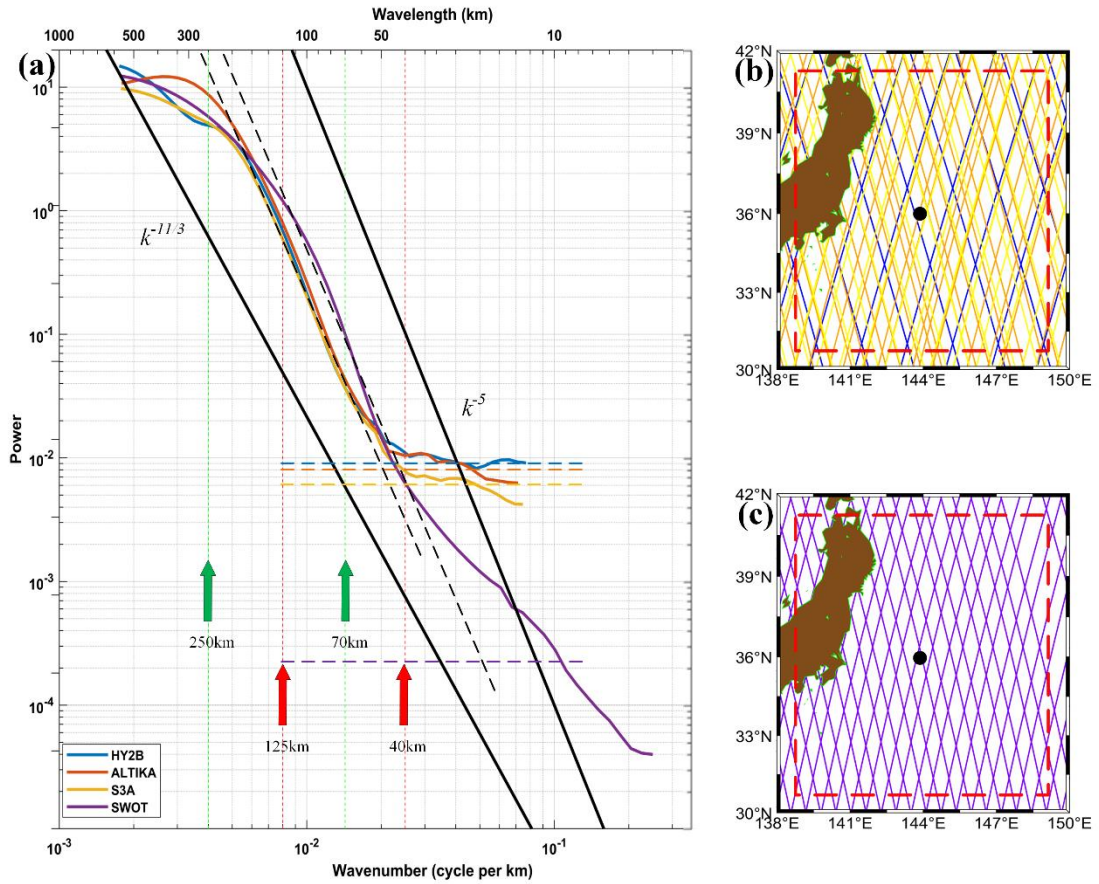 Wavelength (km)
1000 500 300 100 50 10
(a)
10^1
10^0
10^-1
10^-2
10^-3
10^-4
Power
k^-11/3
k^-5
250km
70km
125km
40km
HY2B
ALTIKA
S3A
SWOT
10^-3 10^-2 10^-1
Wavenumber (cycle per km)
(b)
42°N
39°N
36°N
33°N
30°N
138°E 141°E 144°E 147°E 150°E
(c)
42°N
39°N
36°N
33°N
30°N
138°E 141°E 144°E 147°E 150°E